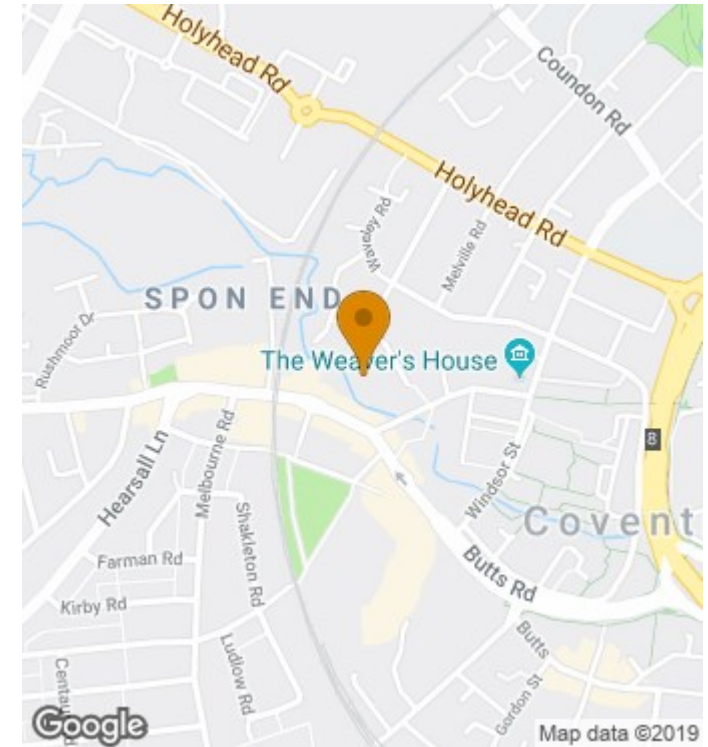 Holyhead Rd
Coundon Rd
Holyhead Rd
Waveley Rd
Melville Rd
SPON END
Rushmoor Dr
The Weaver's House
8
Hearsall Ln
Melbourne Rd
Windsor St
Covent
Shakleton Rd
Farman Rd
Butts Rd
Kirby Rd
Ludlow Rd
Butts
Gordon St
Centau
Rd
Google
Map data ©2019